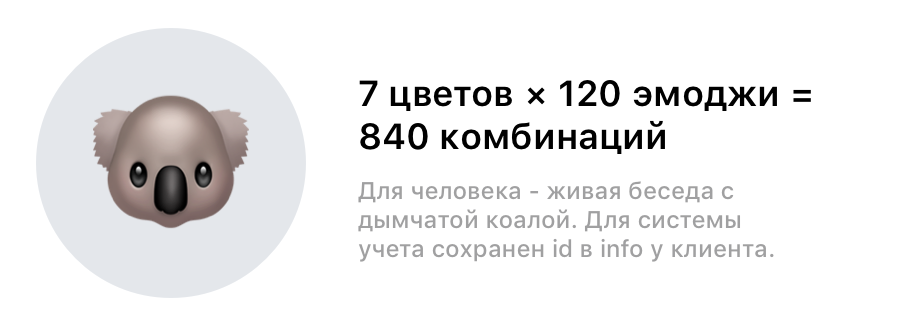 7 цветов × 120 эмоджи =
840 комбинаций
Для человека - живая беседа с
дымчатой коалой. Для системы
учета сохранен id в info у клиента.